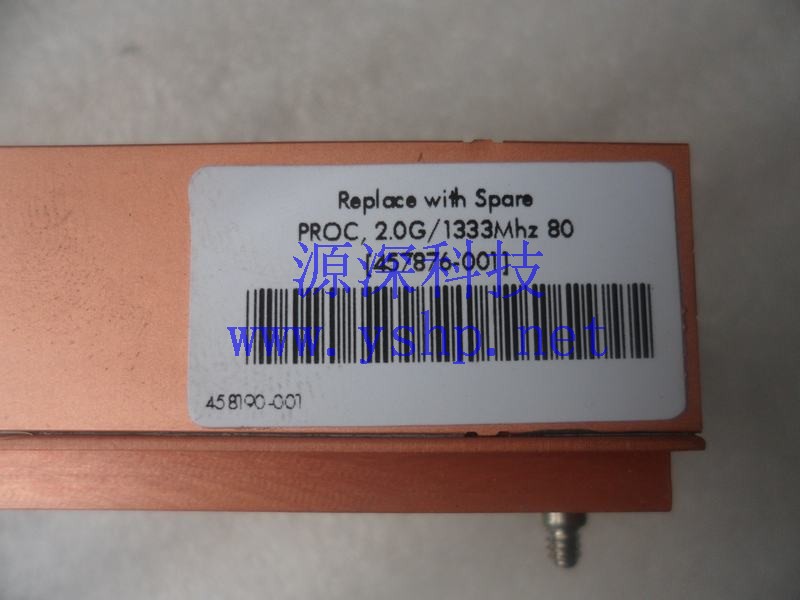 Replace with Spare
PROC, 2.0G/1333Mhz 80
[457876-001]
源深科技
www.yshp.net
458190-001